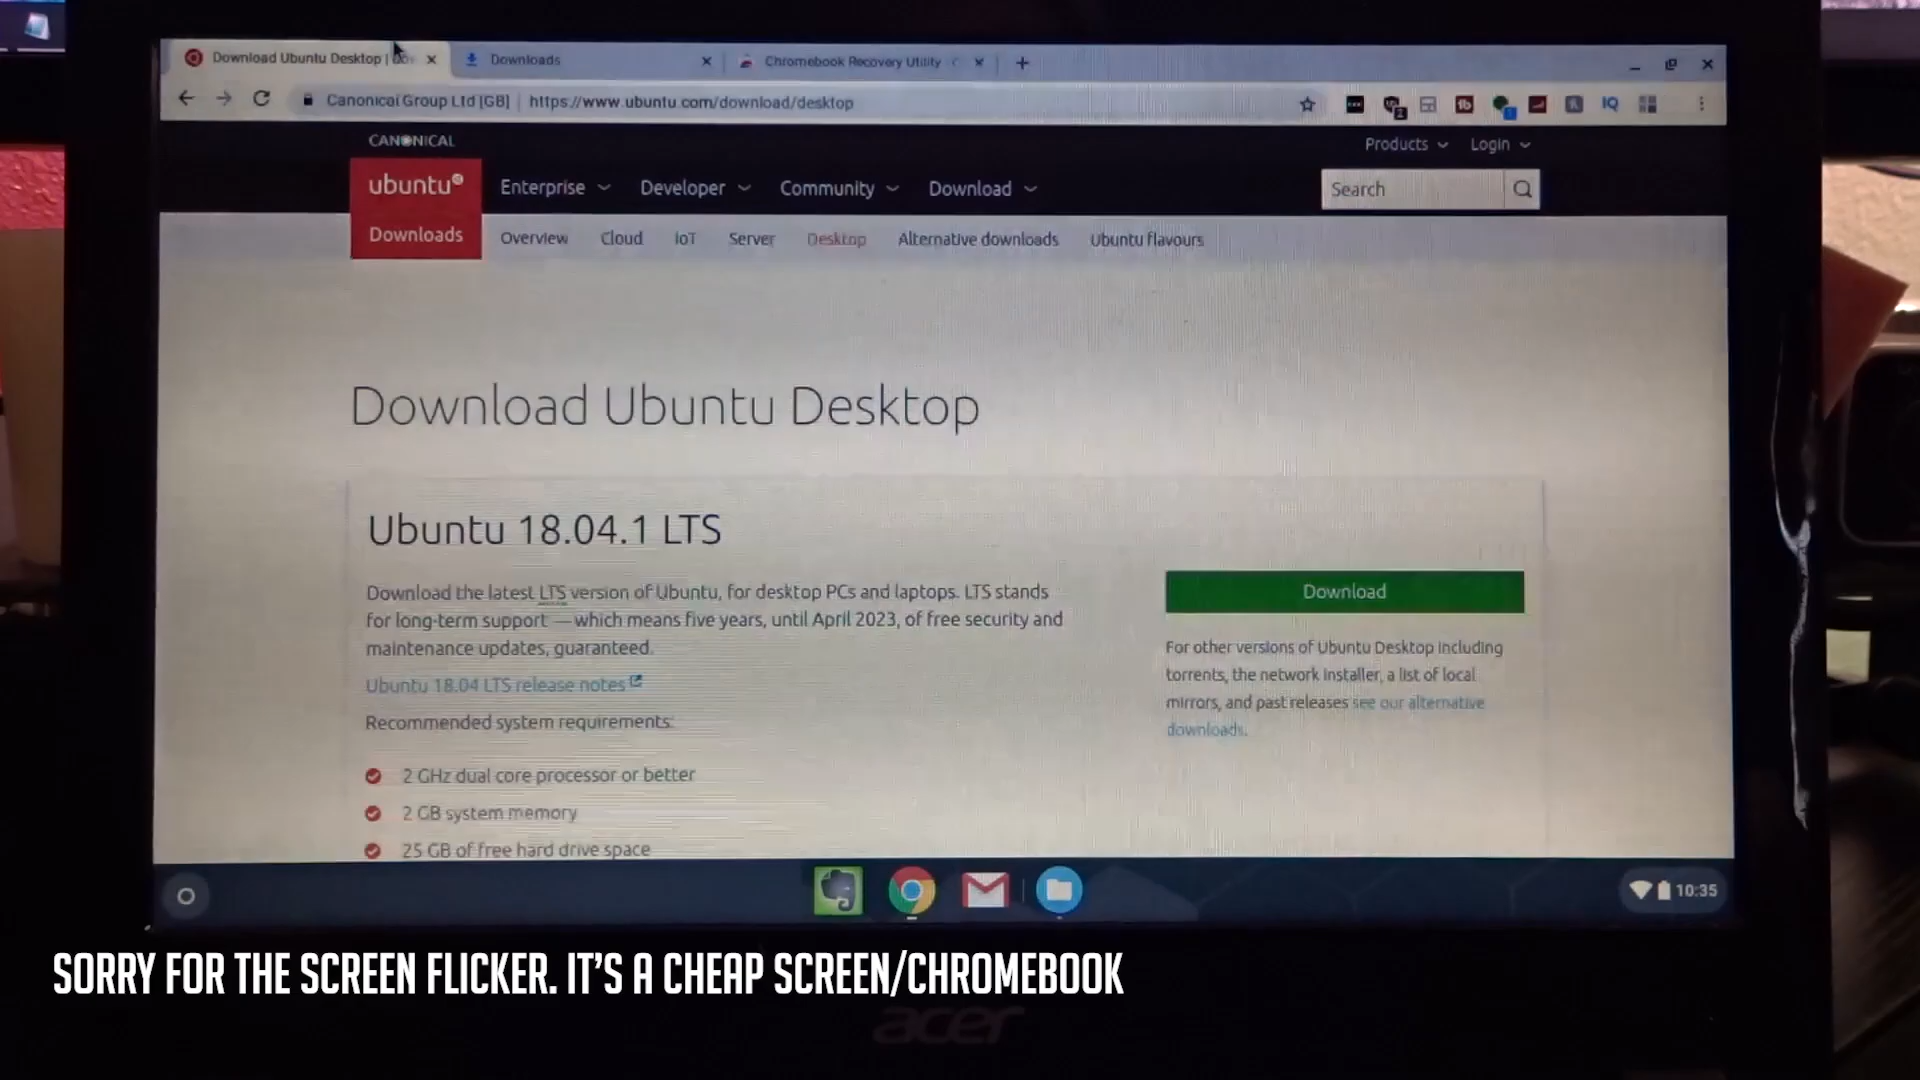 Download Ubuntu Desktop |
Downloads
Chromebook Recovery Utility
Canonical Group Ltd [GB]
https://www.ubuntu.com/download/desktop
IQ
CANONICAL
Products
Login
ubuntu
Enterprise
Developer
Community
Download
Search
Downloads
Overview
Cloud
IoT
Server
Desktop
Alternative downloads
Ubuntu flavours
Download Ubuntu Desktop
Ubuntu 18.04.1 LTS
Download the latest LTS version of Ubuntu, for desktop PCs and laptops. LTS stands
for long-term support — which means five years, until April 2023, of free security and
maintenance updates, guaranteed.
Ubuntu 18.04 LTS release notes
Recommended system requirements:
2 GHz dual core processor or better
2 GB system memory
25 GB of free hard drive space
Download
For other versions of Ubuntu Desktop including
torrents, the network installer, a list of local
mirrors, and past releases see our alternative
downloads.
10:35
SORRY FOR THE SCREEN FLICKER. IT'S A CHEAP SCREEN/CHROMEBOOK
acer